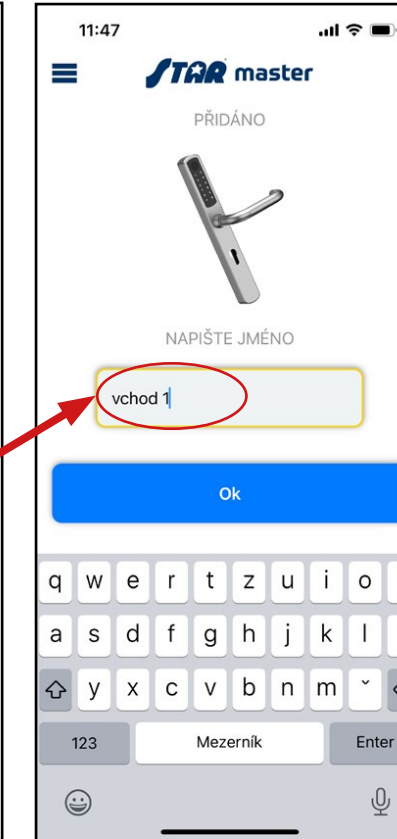 11:47
STAR master
PŘIDÁNO
NAPIŠTE JMÉNO
vchod 1
Ok
q w e r t z u i o
a s d f g h j k l
y x c v b n m ˇ
123 Mezerník Enter